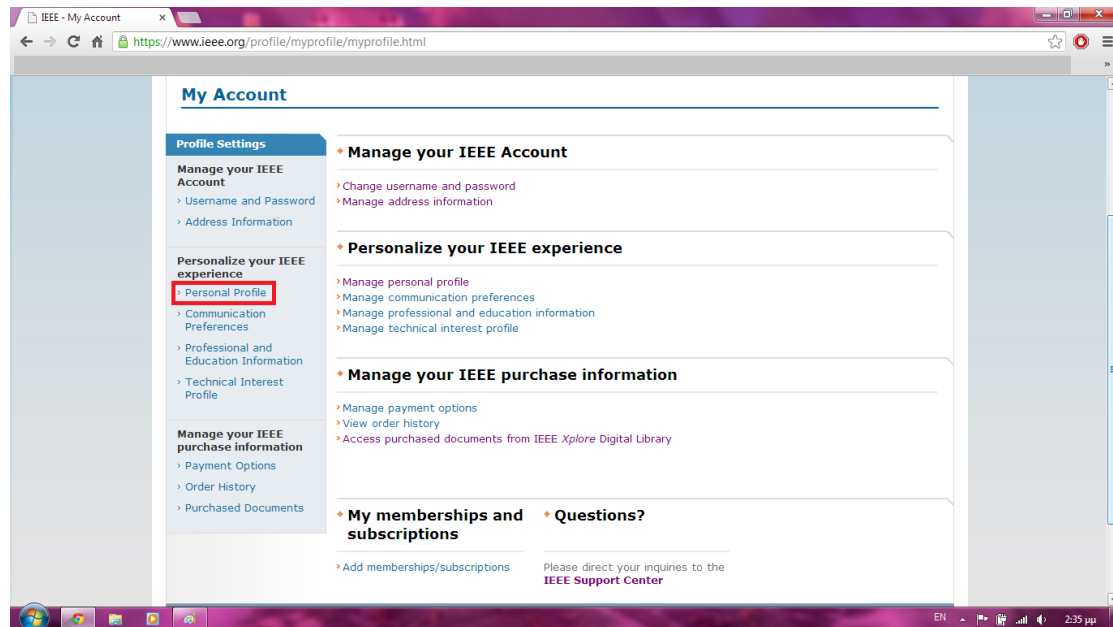 IEEE - My Account
https://www.ieee.org/profile/myprofile/myprofile.html
»
My Account
Profile Settings
Manage your IEEE
Account
› Username and Password
› Address Information
Personalize your IEEE
experience
› Personal Profile
› Communication
Preferences
› Professional and
Education Information
› Technical Interest
Profile
Manage your IEEE
purchase information
› Payment Options
› Order History
› Purchased Documents
Manage your IEEE Account
› Change username and password
› Manage address information
Personalize your IEEE experience
› Manage personal profile
› Manage communication preferences
› Manage professional and education information
› Manage technical interest profile
Manage your IEEE purchase information
› Manage payment options
› View order history
› Access purchased documents from IEEE Xplore Digital Library
My memberships and
subscriptions
› Add memberships/subscriptions
Questions?
Please direct your inquiries to the
IEEE Support Center
EN
2:35 μμ